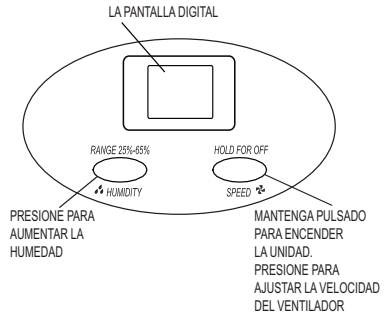 LA PANTALLA DIGITAL
RANGE 25%-65%
HOLD FOR OFF
HUMIDITY
SPEED
PRESIONE PARA
AUMENTAR LA
HUMEDAD
MANTENGA PULSADO
PARA ENCENDER
LA UNIDAD.
PRESIONE PARA
AJUSTAR LA VELOCIDAD
DEL VENTILADOR